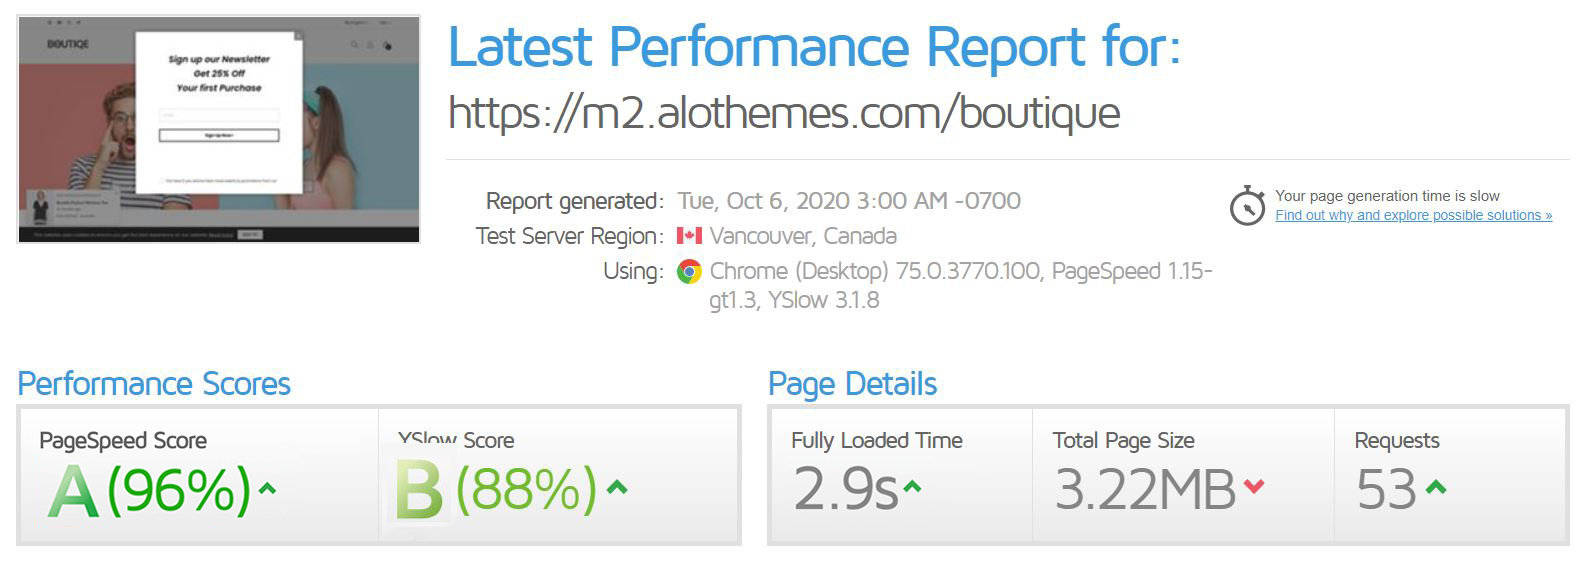 BOUTIQE
Sign up our Newsletter
Get 25% Off
Your first Purchase
Sign Up Now!
Latest Performance Report for:
https://m2.alothemes.com/boutique
Report generated: Tue, Oct 6, 2020 3:00 AM -0700
Test Server Region: Vancouver, Canada
Using: Chrome (Desktop) 75.0.3770.100, PageSpeed 1.15-
gt1.3, YSlow 3.1.8
Your page generation time is slow
Find out why and explore possible solutions »
Performance Scores
PageSpeed Score
A (96%)
YSlow Score
B (88%)
Page Details
Fully Loaded Time
2.9s
Total Page Size
3.22MB
Requests
53